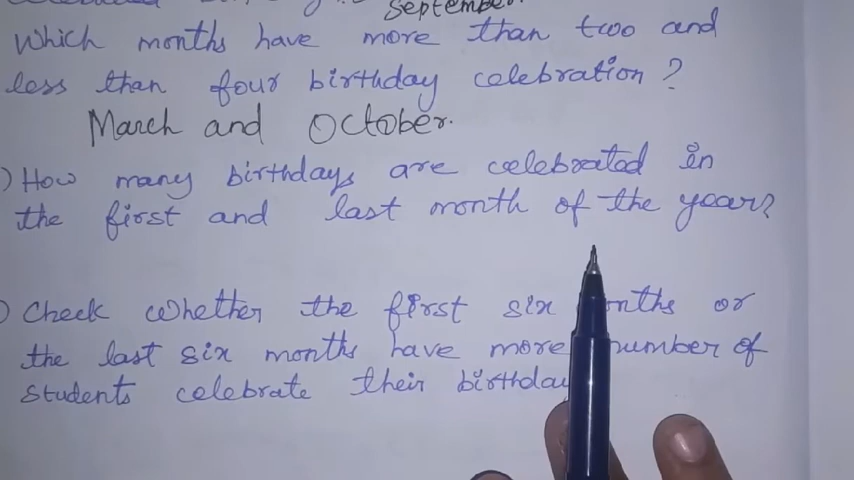 September.
Which months have more than two and
less than four birthday celebration?
March and October.
) How many birthdays are celebrated in
the first and last month of the year?
) Check whether the first six or
the last six months have more number of
students celebrate their birthday